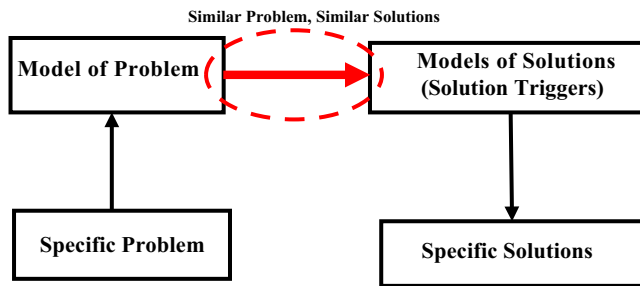 Similar Problem, Similar Solutions
Model of Problem
Models of Solutions
(Solution Triggers)
Specific Problem
Specific Solutions